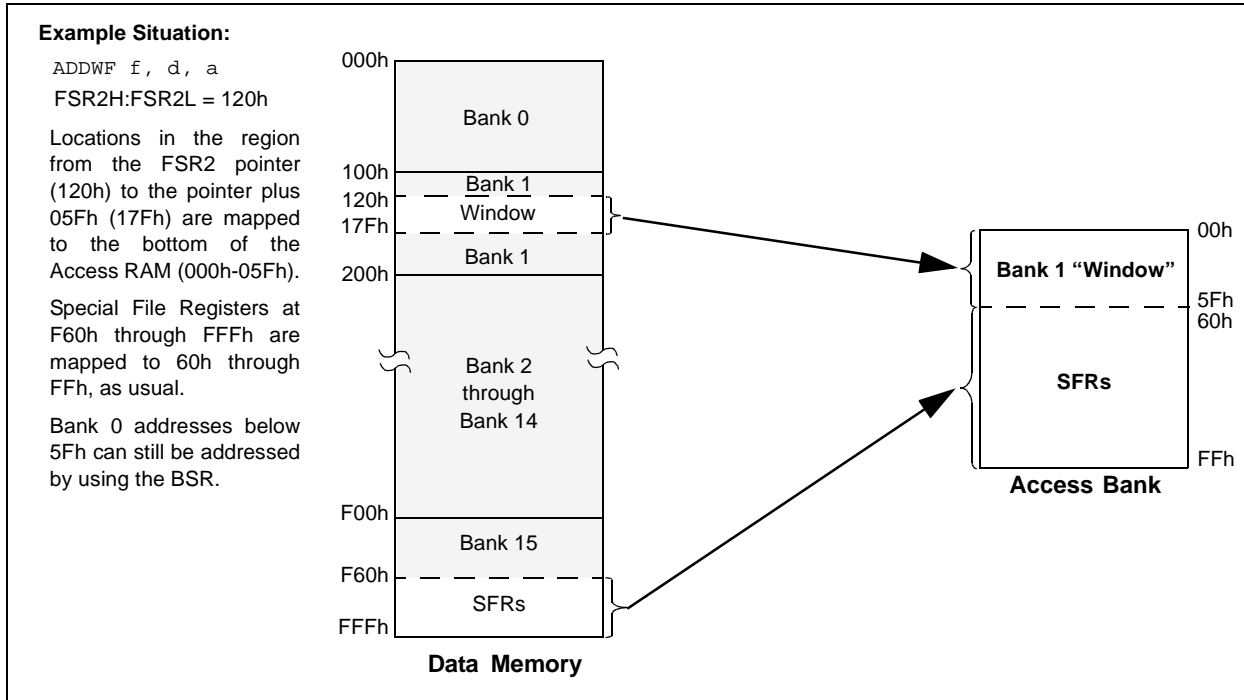 Example Situation:
ADDWF f, d, a
FSR2H:FSR2L = 120h
Locations in the region
from the FSR2 pointer
(120h) to the pointer plus
05Fh (17Fh) are mapped
to the bottom of the
Access RAM (000h-05Fh).
Special File Registers at
F60h through FFFh are
mapped to 60h through
FFh, as usual.
Bank 0 addresses below
5Fh can still be addressed
by using the BSR.
000h
Bank 0
100h
Bank 1
120h
Window
17Fh
Bank 1
200h
Bank 2
through
Bank 14
F00h
Bank 15
F60h
SFRs
FFFh
Data Memory
00h
Bank 1 “Window”
5Fh
60h
SFRs
FFh
Access Bank